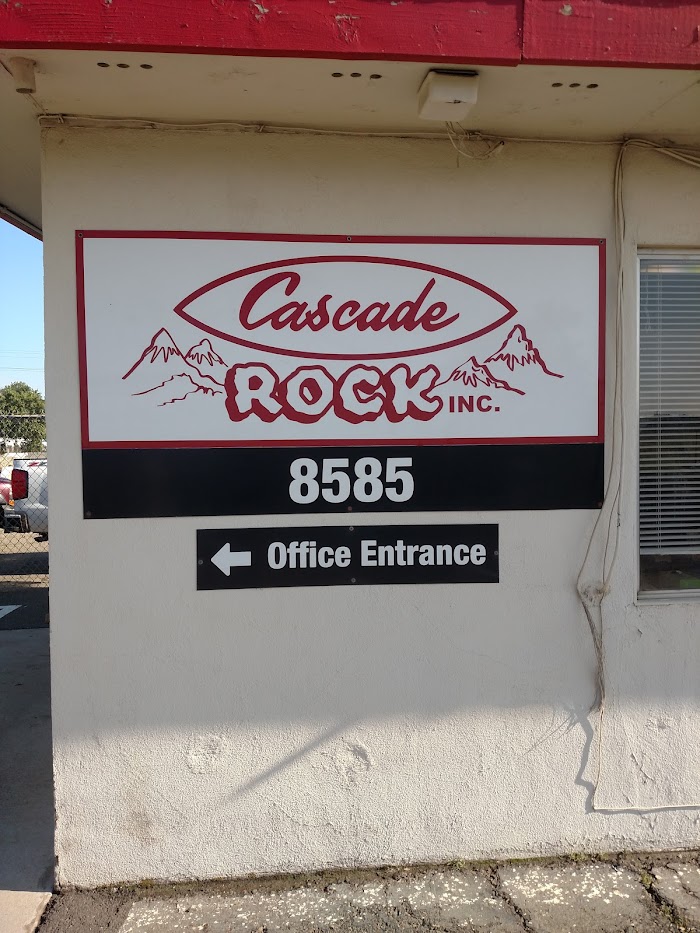 Cascade
ROCK INC.
8585
Office Entrance